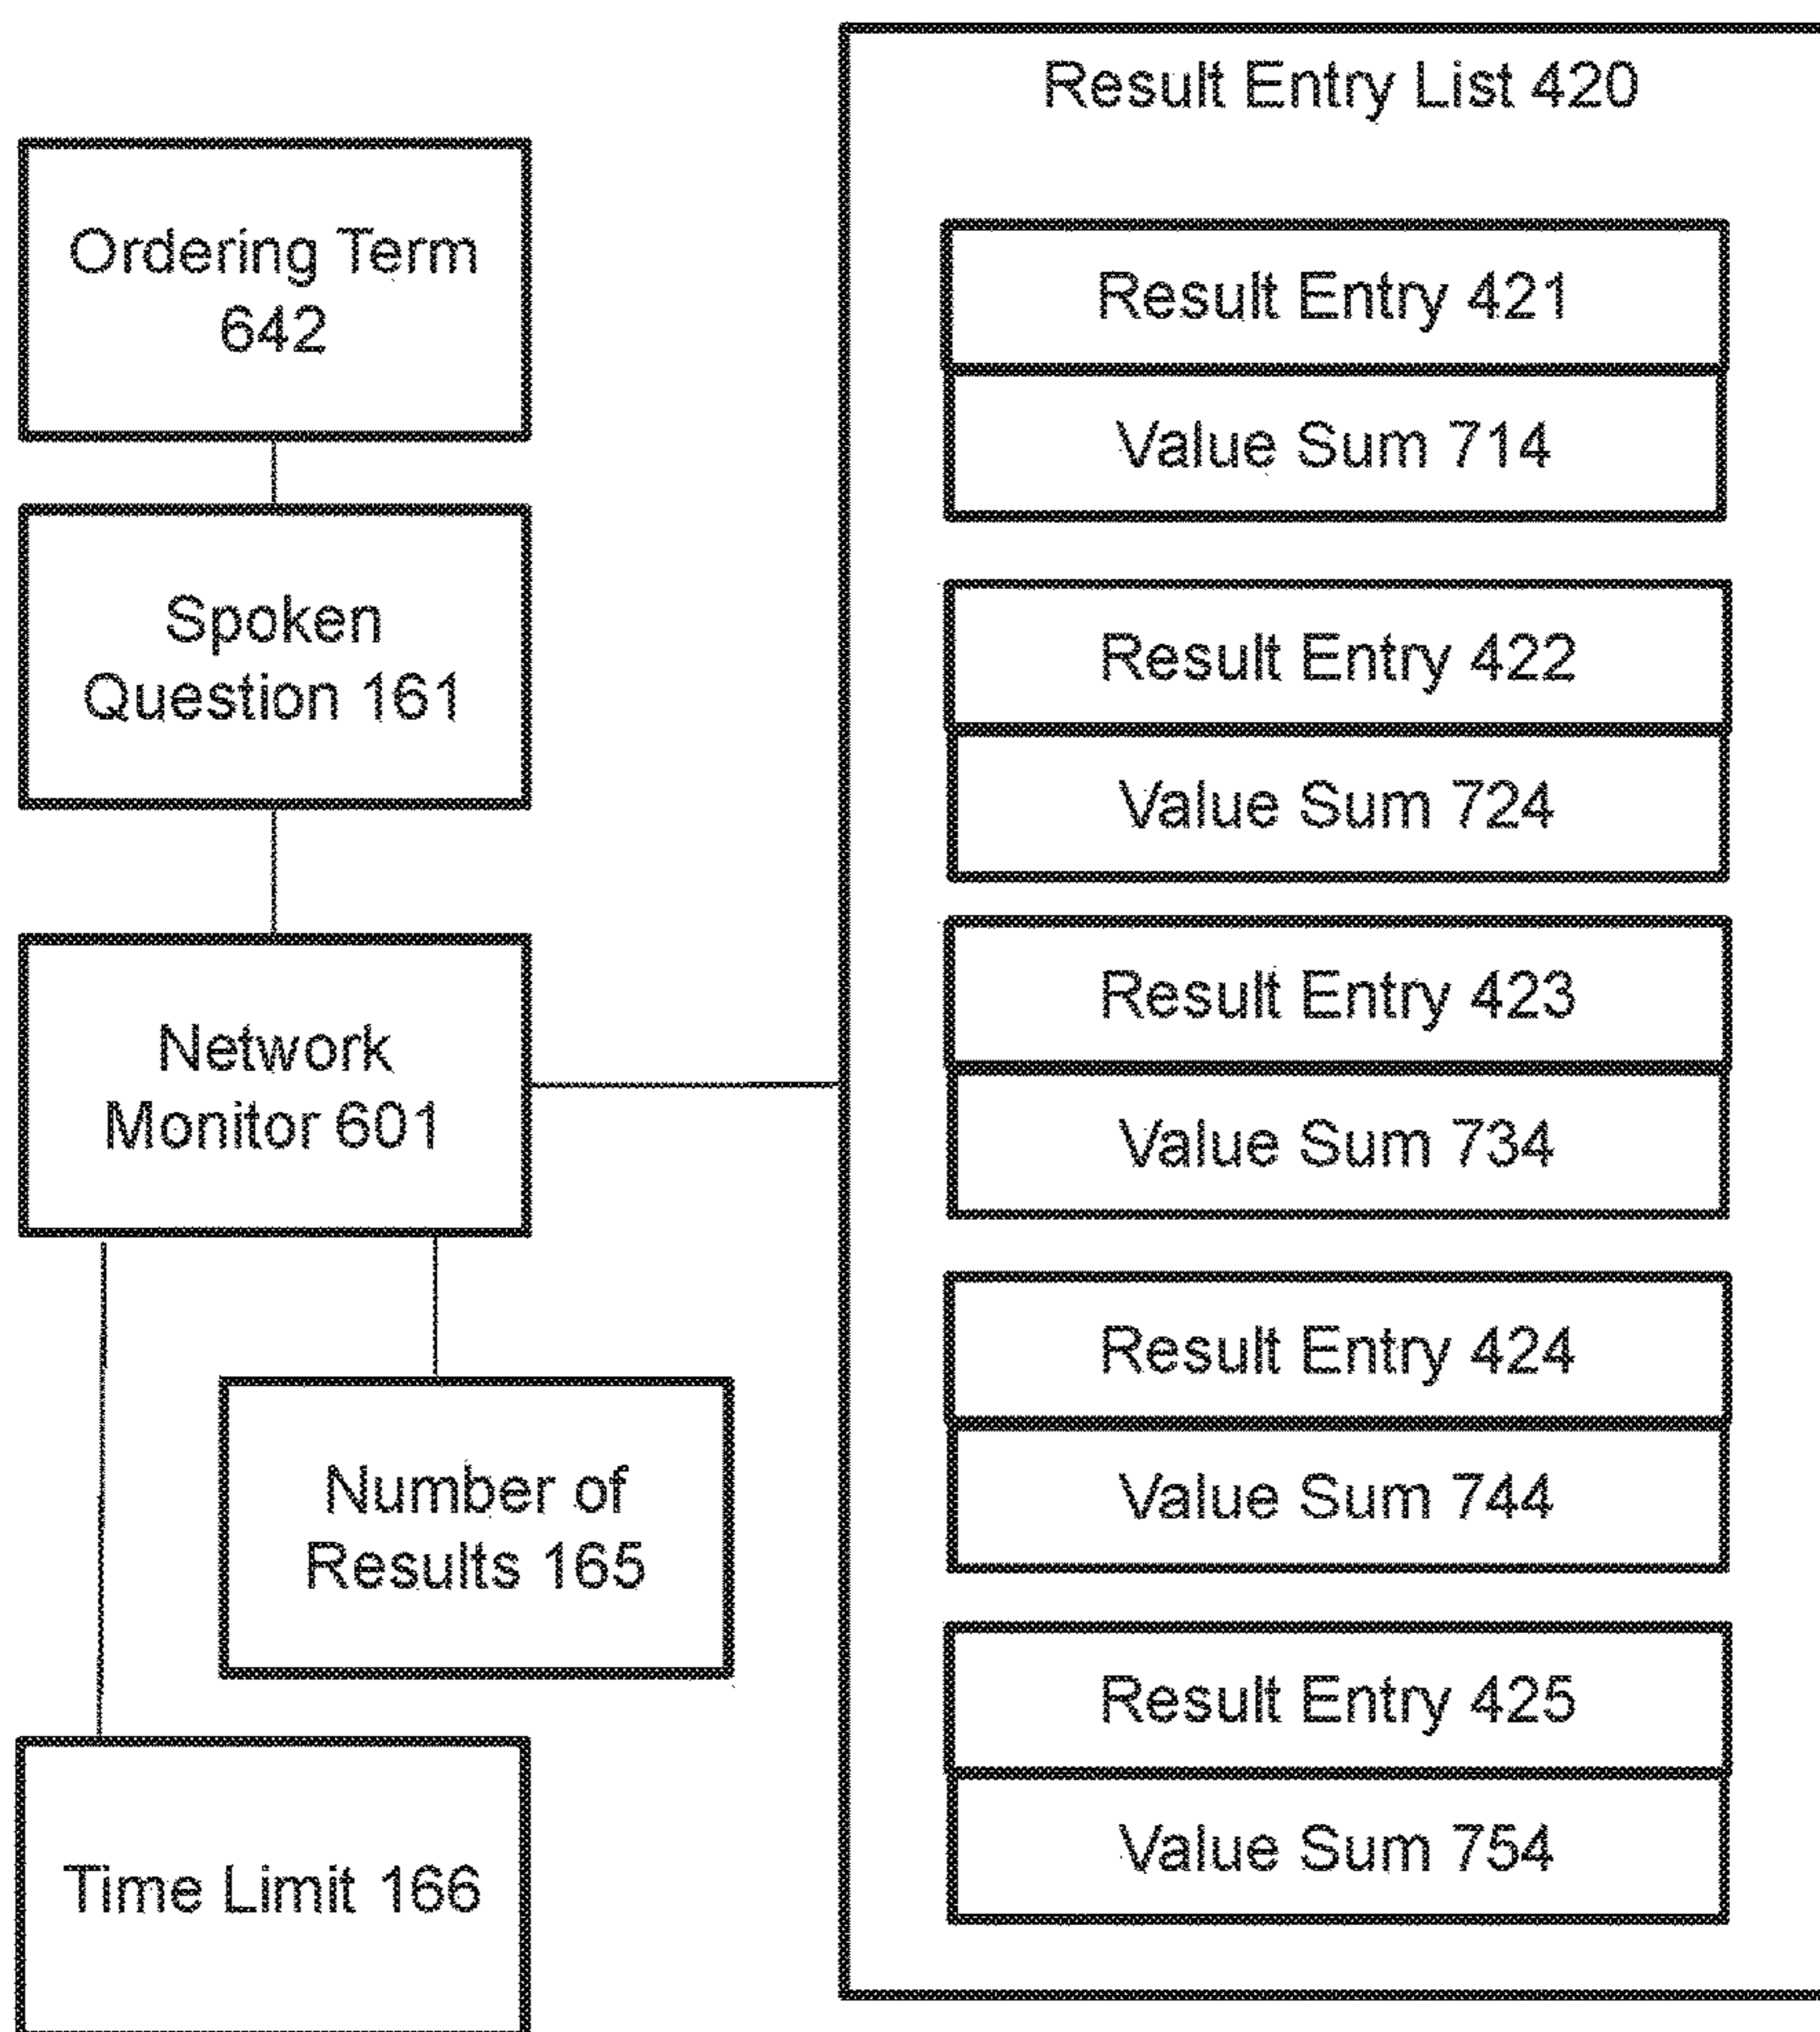 Ordering Term
642
Spoken
Question 161
Network
Monitor 601
Number of
Results 165
Time Limit 166
Result Entry List 420
Result Entry 421
Value Sum 714
Result Entry 422
Value Sum 724
Result Entry 423
Value Sum 734
Result Entry 424
Value Sum 744
Result Entry 425
Value Sum 754